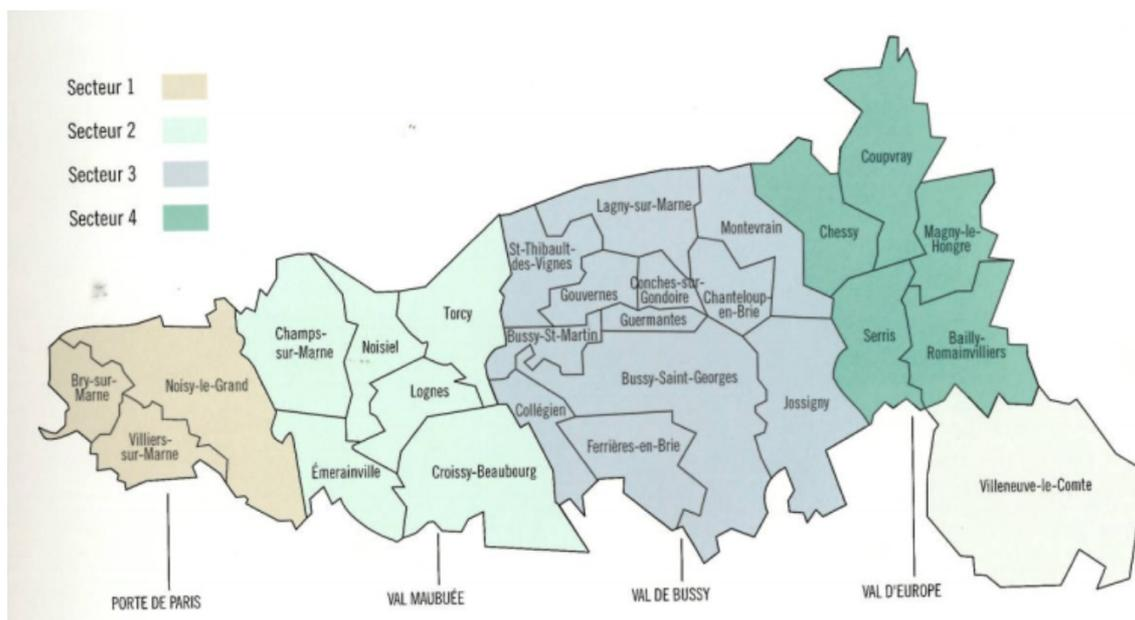 Secteur 1
Secteur 2
Secteur 3
Secteur 4
Coupvray
Lagny-sur-Marne
Montevrain
Chessy
Magny-le-
Hongre
St-Thibault-
des-Vignes
Gouvernes
Conches-sur-
Gondoire
Chanteloup-
en-Brie
Torcy
Guermantes
Champs-
sur-Marne
Noisiel
Bussy-St-Martin
Serris
Bailly-
Romainvilliers
Bry-sur-
Marne
Noisy-le-Grand
Lognes
Bussy-Saint-Georges
Collégien
Jossigny
Villiers-
sur-Marne
Ferrières-en-Brie
Émerainville
Croissy-Beaubourg
Villeneuve-le-Comte
PORTE DE PARIS
VAL MAUBUÉE
VAL DE BUSSY
VAL D'EUROPE